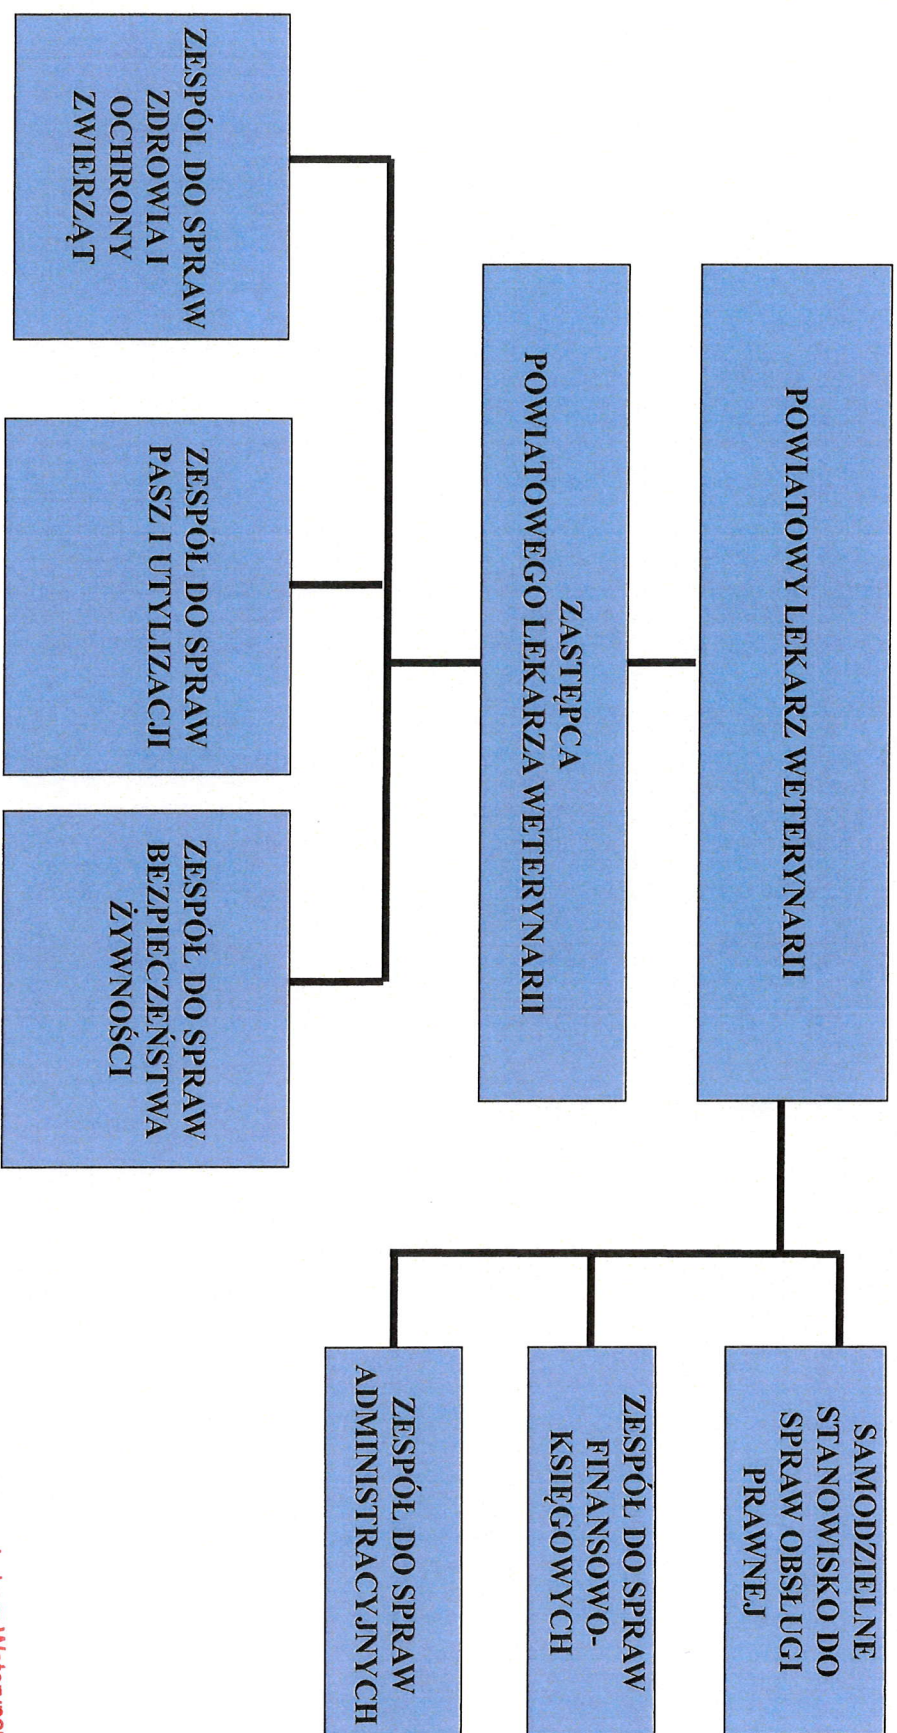 POWIATOWY LEKARZ WETERYNARII
ZASTĘPCA
POWIATOWEGO LEKARZA WETERYNARII
ZESPÓL DO SPRAW
ZDROWIA I
OCHRONY
ZWIERZĄT
ZESPÓŁ DO SPRAW
PASZ I UTYLIZACJI
ZESPÓŁ DO SPRAW
BEZPIECZEŃSTWA
ŻYWNOŚCI
SAMODZIELNE
STANOWISKO DO
SPRAW OBSŁUGI
PRAWNEJ
ZESPÓŁ DO SPRAW
FINANSOWO-
KSIĘGOWYCH
ZESPÓŁ DO SPRAW
ADMINISTRACYJNYCH